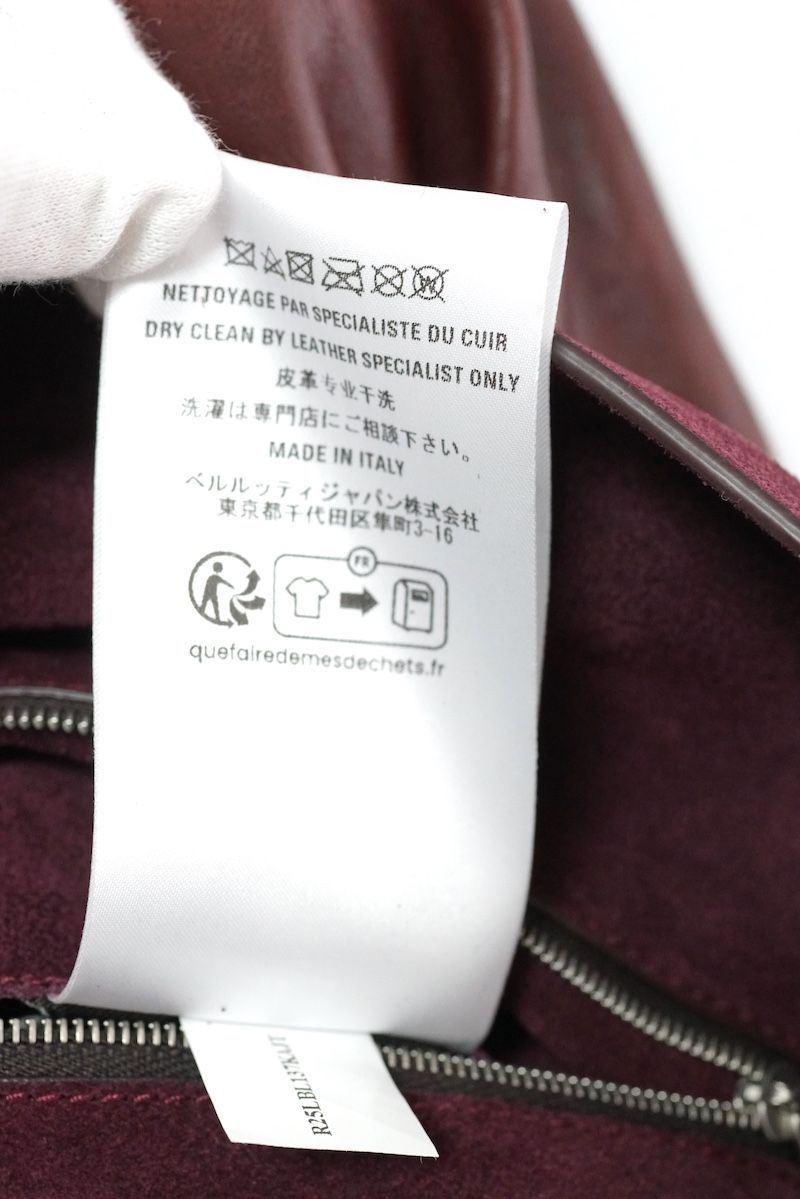 NETTOYAGE PAR SPECIALISTE DU CUIR
DRY CLEAN BY LEATHER SPECIALIST ONLY
皮革专业干洗
洗濯は専門店にご相談下さい。
MADE IN ITALY
ベルルッティジャパン株式会社
東京都千代田区隼町3-16
FR
quefairedemesdechets.fr
R25LBL137KAJT